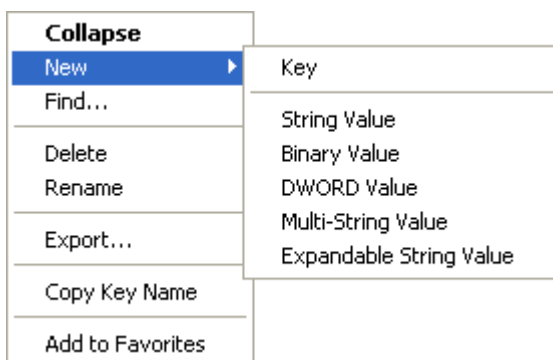 Collapse
New
Find...
Delete
Rename
Export...
Copy Key Name
Add to Favorites
Key
String Value
Binary Value
DWORD Value
Multi-String Value
Expandable String Value